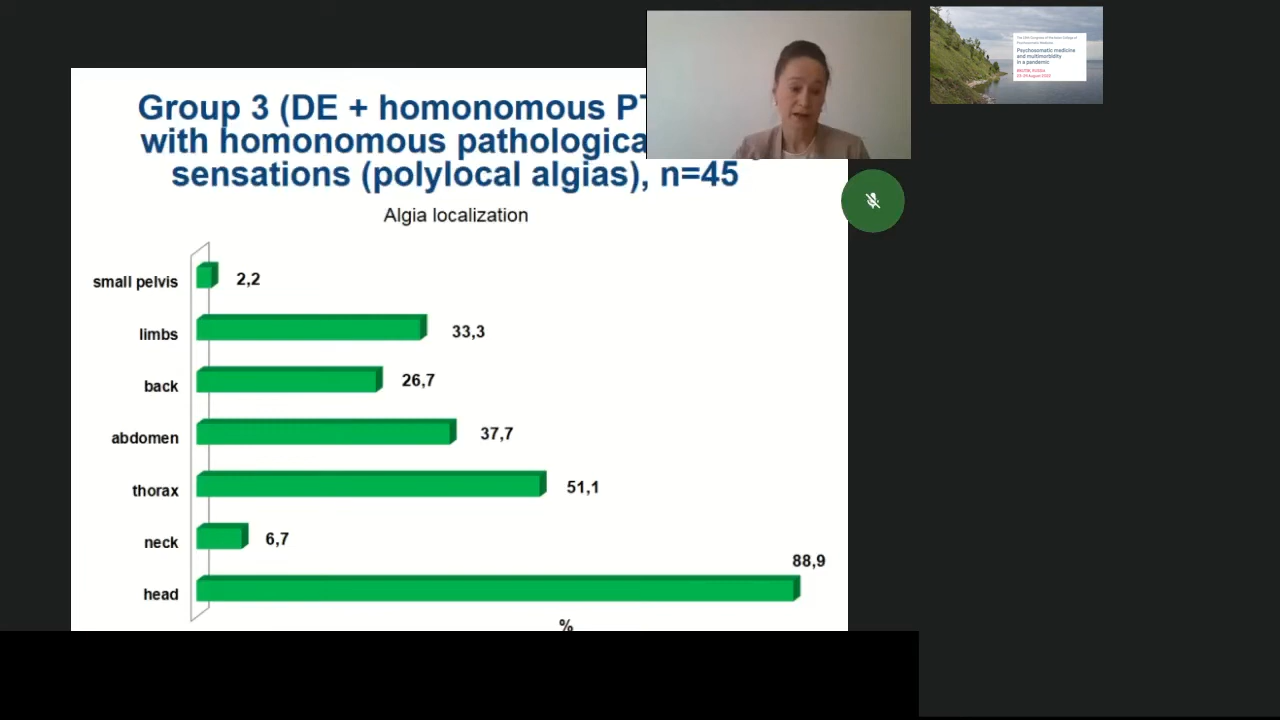 Group 3 (DE + homonomous
with homonomous
sensations (polylocal algias), n=45
Algia localization
small pelvis 2,2
limbs 33,3
back 26,7
abdomen 37,7
thorax 51,1
neck 6,7
88,9
head
%
Psychosomatic medicine
and multimorbidity
in a pandemic